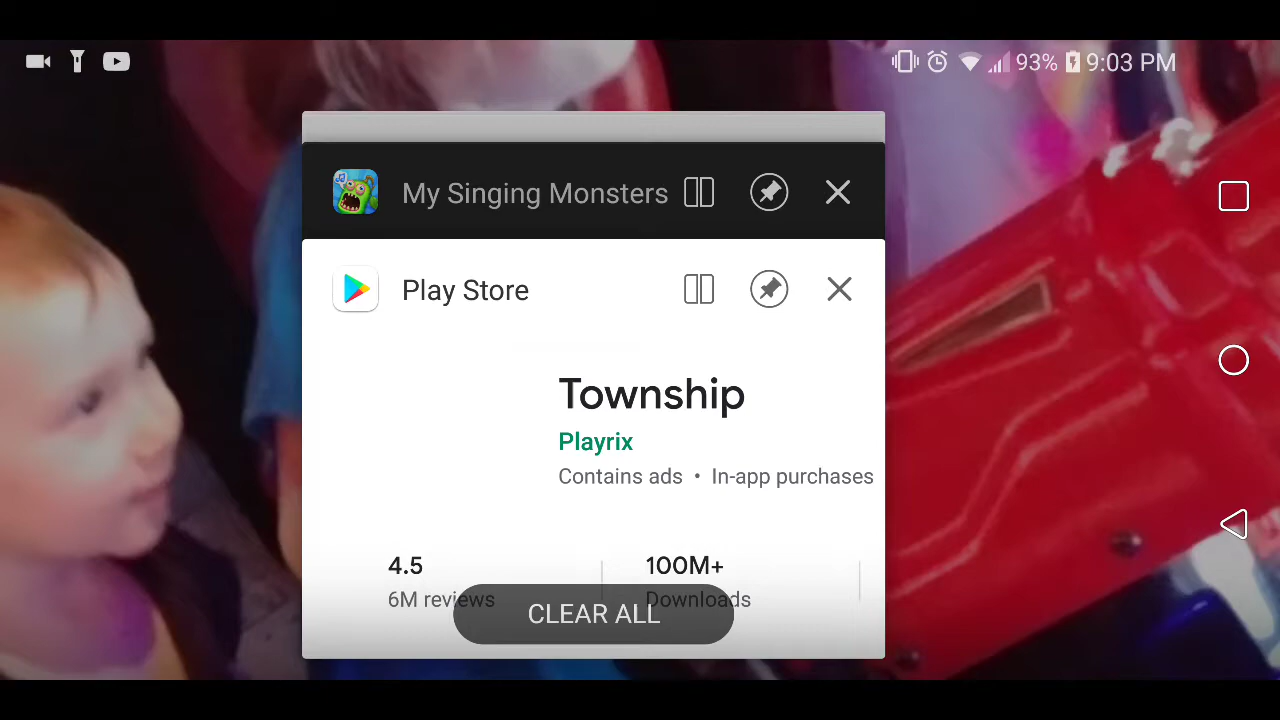 93% 9:03 PM
My Singing Monsters
Play Store
Township
Playrix
Contains ads • In-app purchases
4.5
100M+
6M reviews
Downloads
CLEAR ALL